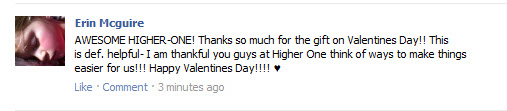 Erin Mcguire
AWESOME HIGHER-ONE! Thanks so much for the gift on Valentines Day!! This
is def. helpful- I am thankful you guys at Higher One think of ways to make things
easier for us!!! Happy Valentines Day!!!! ♥
Like · Comment · 3 minutes ago